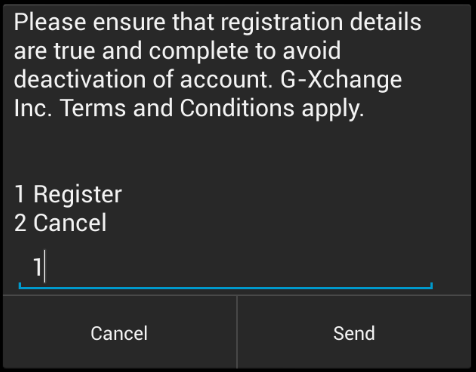 Please ensure that registration details
are true and complete to avoid
deactivation of account. G-Xchange
Inc. Terms and Conditions apply.
1 Register
2 Cancel
1
Cancel
Send